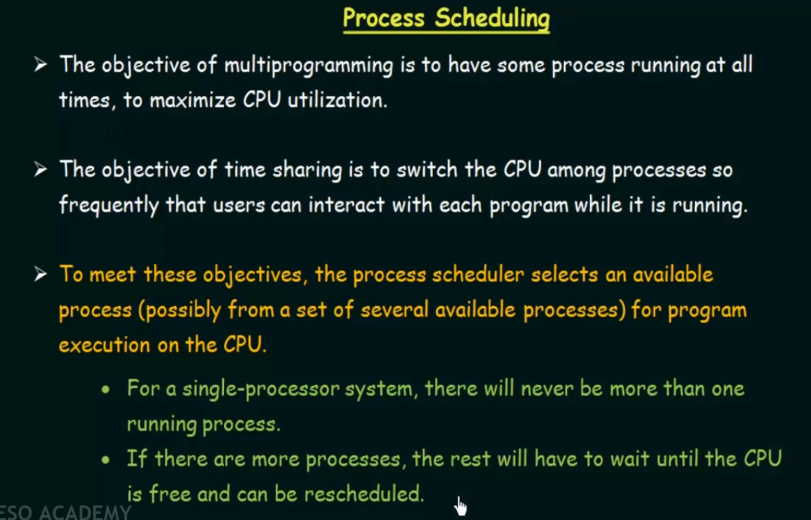 Process Scheduling
➤ The objective of multiprogramming is to have some process running at all
times, to maximize CPU utilization.
➤ The objective of time sharing is to switch the CPU among processes so
frequently that users can interact with each program while it is running.
➤ To meet these objectives, the process scheduler selects an available
process (possibly from a set of several available processes) for program
execution on the CPU.
• For a single-processor system, there will never be more than one
running process.
• If there are more processes, the rest will have to wait until the CPU
is free and can be rescheduled.
ESO ACADEMY